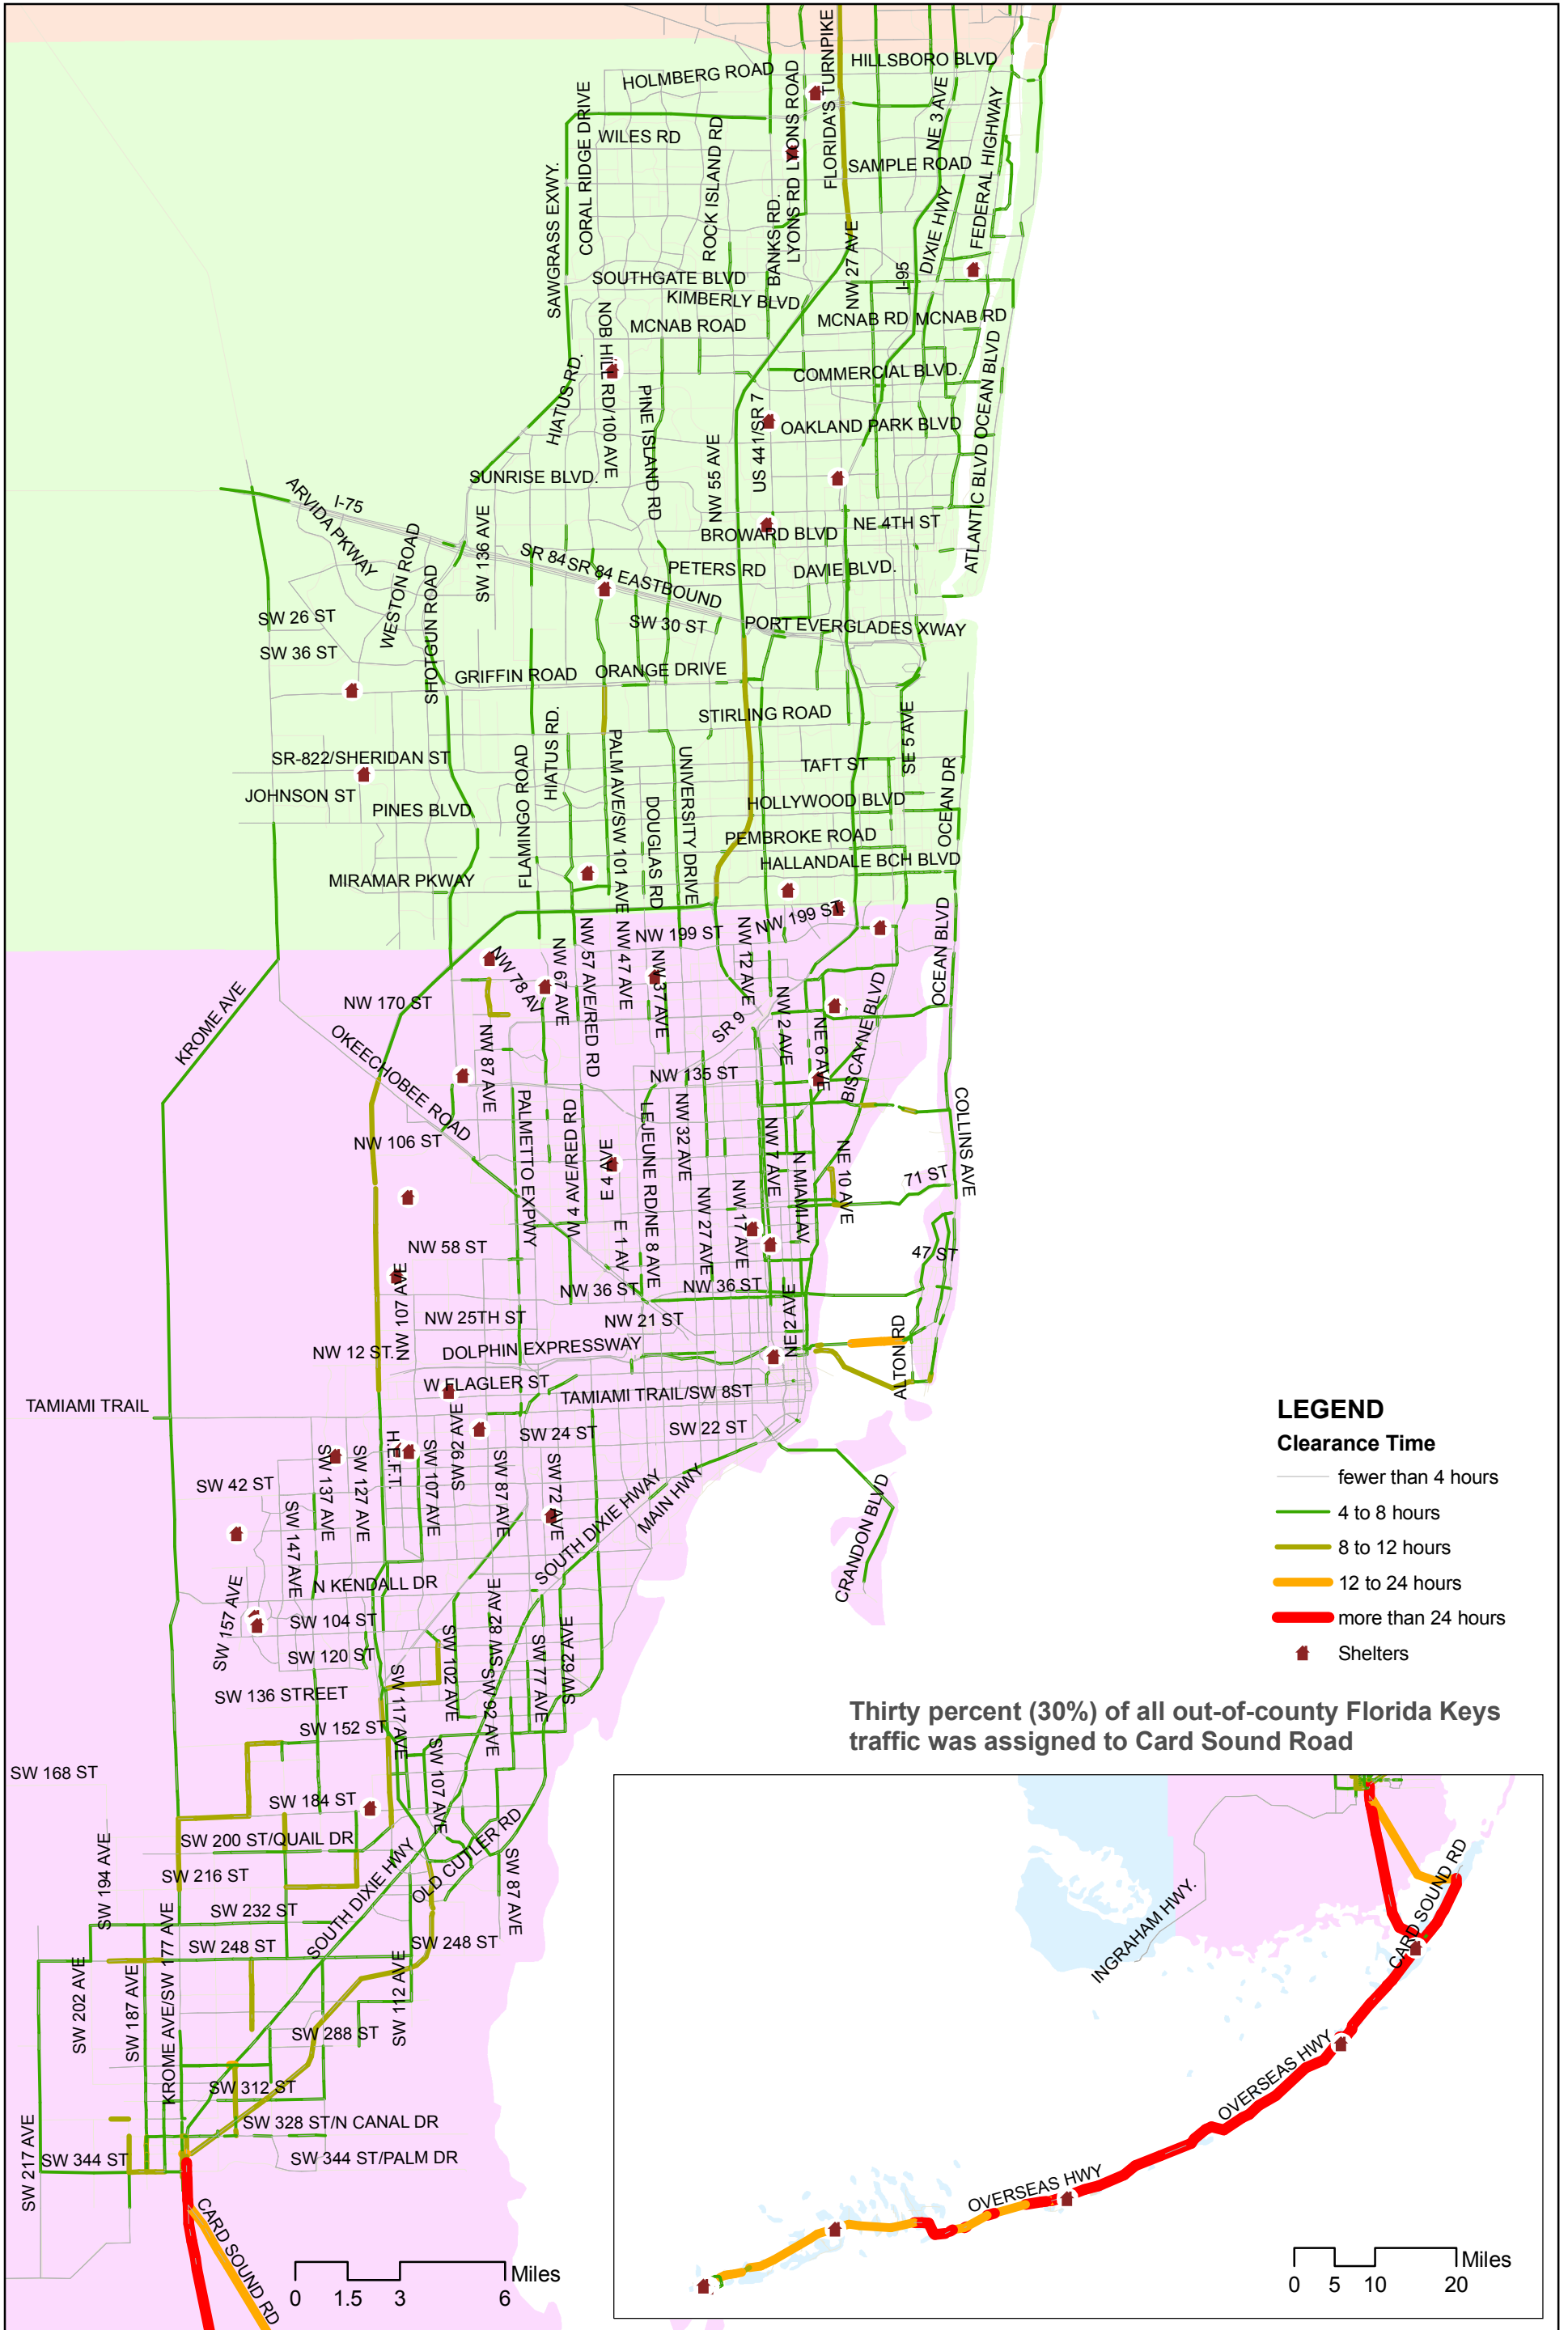 HOLMBERG ROAD
FLORIDA'S TURNPIKE
HILLSBORO BLVD
LYONS ROAD
CORAL RIDGE DRIVE
WILES RD
ROCK ISLAND RD
NE 3 AVE
FEDERAL HIGHWAY
SAMPLE ROAD
SAWGRASS EXWY.
LYONS RD
BANKS RD.
DIXIE HWY
NW 27 AVE
I-95
SOUTHGATE BLVD
KIMBERLY BLVD
MCNAB ROAD
MCNAB RD
MCNAB RD
NOB HILL RD/100 AVE
HIATUS RD.
COMMERCIAL BLVD.
OCEAN BLVD
PINE ISLAND RD
US 441/SR 7
OAKLAND PARK BLVD
NW 55 AVE
SUNRISE BLVD.
ATLANTIC BLVD
ARVIDA PKWAY
I-75
SW 136 AVE
BROWARD BLVD
NE 4TH ST
WESTON ROAD
SHOTGUN ROAD
SR 84
SR 84 EASTBOUND
PETERS RD
DAVIE BLVD.
SW 26 ST
SW 30 ST
PORT EVERGLADES XWAY
SW 36 ST
GRIFFIN ROAD
ORANGE DRIVE
STIRLING ROAD
SE 5 AVE
HIATUS RD.
SR-822/SHERIDAN ST
TAFT ST
FLAMINGO ROAD
PALM AVE/SW 101 AVE
UNIVERSITY DRIVE
OCEAN DR
JOHNSON ST
PINES BLVD
DOUGLAS RD
HOLLYWOOD BLVD
PEMBROKE ROAD
HALLANDALE BCH BLVD
MIRAMAR PKWAY
NW 199 ST
NW 199 ST
OCEAN BLVD
NW 78 AV
NW 67 AVE
NW 57 AVE/RED RD
NW 47 AVE
NW 37 AVE
NW 12 AVE
NW 170 ST
KROME AVE
OKEECHOBEE ROAD
NW 87 AVE
SR 9
NW 2 AVE
NE 6 AVE
BISCAYNE BLVD
NW 135 ST
COLLINS AVE
NW 106 ST
PALMETTO EXPWY
W 4 AVE/RED RD
E 4 AVE
LEJEUNE RD/NE 8 AVE
NW 32 AVE
NW 7 AVE
N MIAMI AV
NE 10 AVE
71 ST
NW 27 AVE
NW 17 AVE
E 1 AV
NW 58 ST
47 ST
NW 107 AVE
NW 36 ST
NW 36 ST
NE 2 AVE
NW 25TH ST
NW 21 ST
ALTON RD
NW 12 ST.
DOLPHIN EXPRESSWAY
W FLAGLER ST
TAMIAMI TRAIL/SW 8ST
TAMIAMI TRAIL
SW 24 ST
SW 22 ST
SW 92 AVE
H.E.F.T.
SW 137 AVE
SW 127 AVE
SW 107 AVE
SW 87 AVE
SW 72 AVE
SW 42 ST
SW 147 AVE
SOUTH DIXIE HWAY
MAIN HWY
CRANDON BLVD
N KENDALL DR
SW 157 AVE
SW 104 ST
SW 82 AVE
SW 120 ST
SW 102 AVE
SW 92 AVE
SW 77 AVE
SW 62 AVE
SW 136 STREET
SW 117 AVE
SW 152 ST
SW 107 AVE
SW 168 ST
SW 184 ST
SW 200 ST/QUAIL DR
OLD CUTLER RD
SW 194 AVE
SW 216 ST
SOUTH DIXIE HWY
SW 87 AVE
SW 232 ST
KROME AVE/SW 177 AVE
SW 248 ST
SW 248 ST
SW 202 AVE
SW 187 AVE
SW 112 AVE
SW 288 ST
SW 312 ST
SW 328 ST/N CANAL DR
SW 217 AVE
SW 344 ST
SW 344 ST/PALM DR
CARD SOUND RD
0 1.5 3 6 Miles
LEGEND
Clearance Time
fewer than 4 hours
4 to 8 hours
8 to 12 hours
12 to 24 hours
more than 24 hours
Shelters
Thirty percent (30%) of all out-of-county Florida Keys
traffic was assigned to Card Sound Road
CARD SOUND RD
INGRAHAM HWY.
OVERSEAS HWY
OVERSEAS HWY
0 5 10 20 Miles